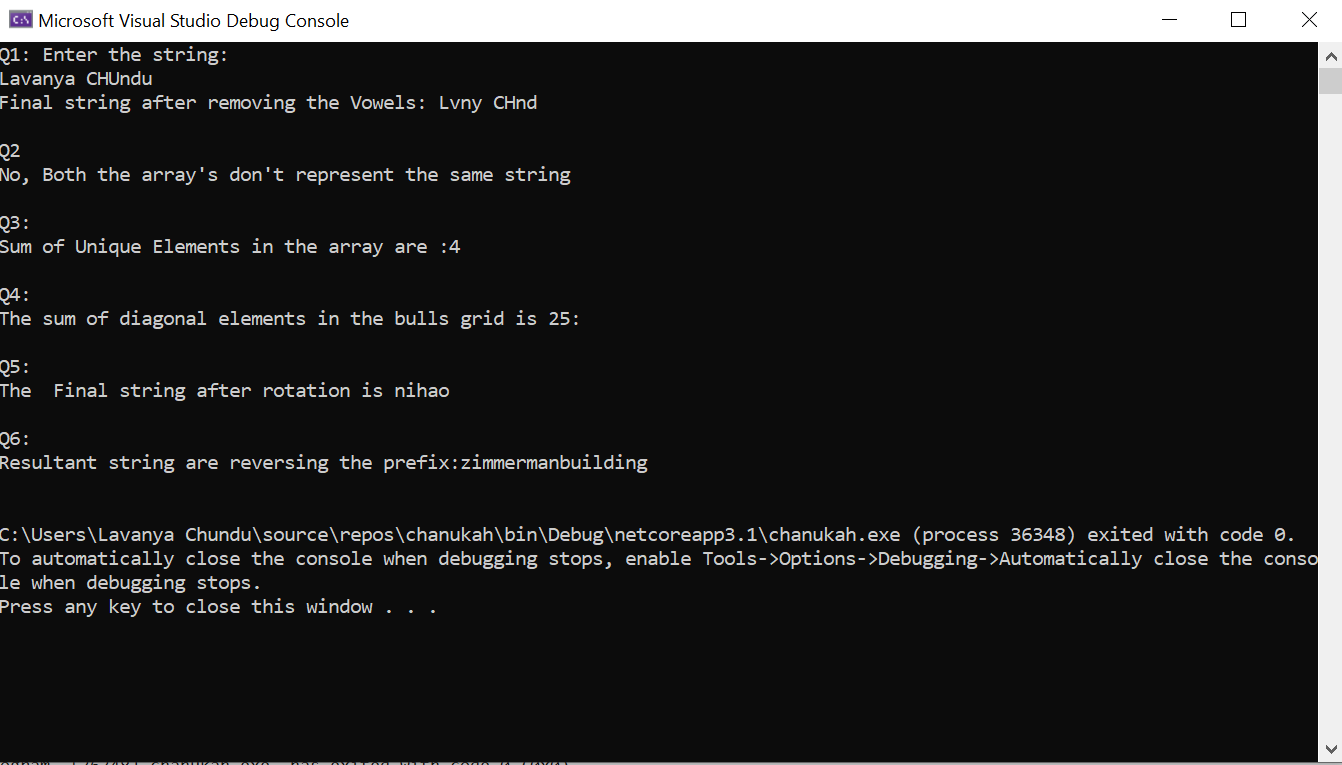 Microsoft Visual Studio Debug Console
Q1: Enter the string:
Lavanya CHUndu
Final string after removing the Vowels: Lvny CHnd
Q2
No, Both the array's don't represent the same string
Q3:
Sum of Unique Elements in the array are :4
Q4:
The sum of diagonal elements in the bulls grid is 25:
Q5:
The  Final string after rotation is nihao
Q6:
Resultant string are reversing the prefix:zimmermanbuilding
C:\Users\Lavanya Chundu\source\repos\chanukah\bin\Debug\netcoreapp3.1\chanukah.exe (process 36348) exited with code 0.
To automatically close the console when debugging stops, enable Tools->Options->Debugging->Automatically close the conso
le when debugging stops.
Press any key to close this window . . .